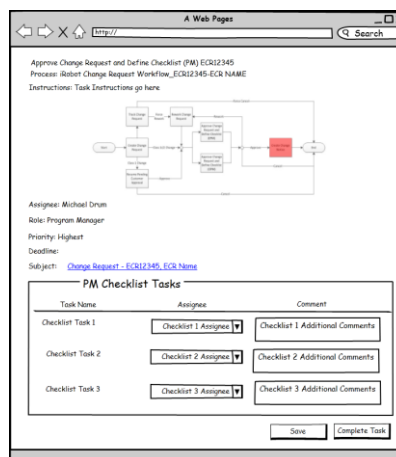 A Web Pages
http://
Search
Approve Change Request and Define Checklist (PM) ECR12345
Process: iRobot Change Request Workflow_ECR12345-ECR NAME
Instructions: Task Instructions go here
Assignee: Michael Drum
Role: Program Manager
Priority: Highest
Deadline:
Subject: Change Request - ECR12345, ECR Name
PM Checklist Tasks
Task Name Assignee Comment
Checklist Task 1 Checklist 1 Assignee Checklist 1 Additional Comments
Checklist Task 2 Checklist 2 Assignee Checklist 2 Additional Comments
Checklist Task 3 Checklist 3 Assignee Checklist 3 Additional Comments
Save Complete Task